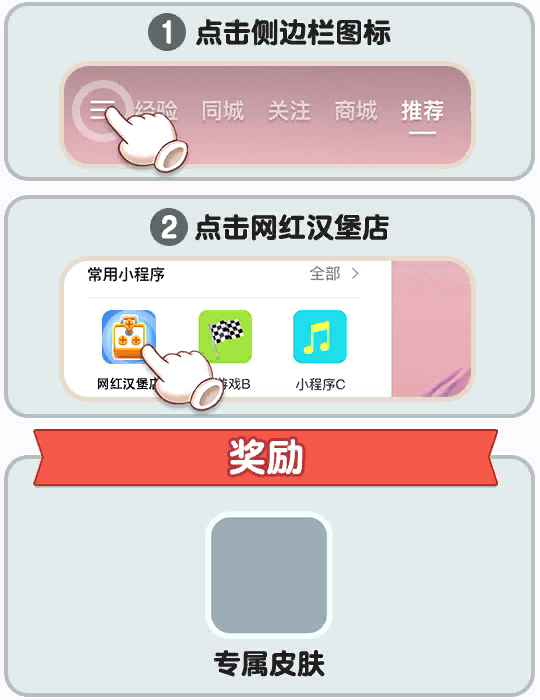 1 点击侧边栏图标
经验 同城 关注 商城 推荐
2 点击网红汉堡店
常用小程序 全部 >
网红汉堡店 游戏B 小程序C
奖励
专属皮肤